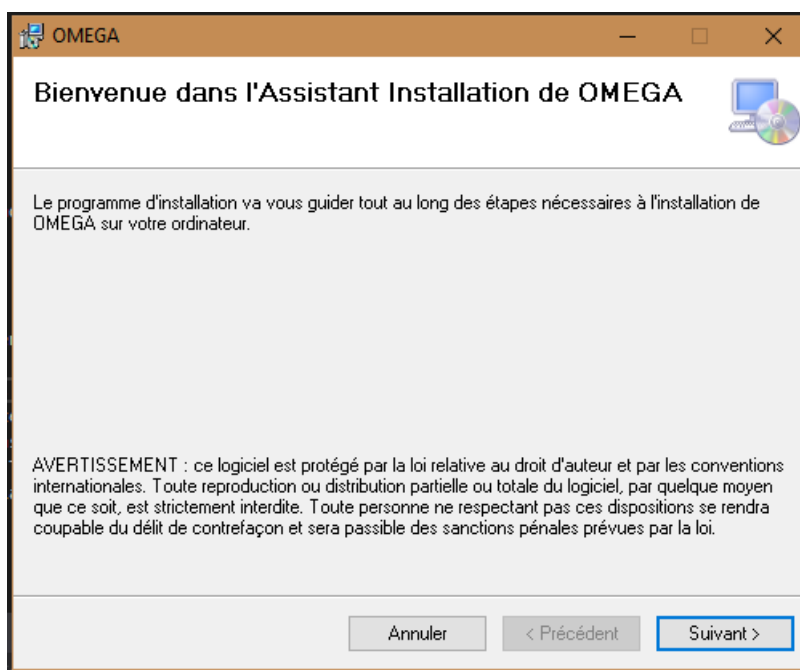 OMEGA
Bienvenue dans l'Assistant Installation de OMEGA
Le programme d'installation va vous guider tout au long des étapes nécessaires à l'installation de
OMEGA sur votre ordinateur.
AVERTISSEMENT : ce logiciel est protégé par la loi relative au droit d'auteur et par les conventions
internationales. Toute reproduction ou distribution partielle ou totale du logiciel, par quelque moyen
que ce soit, est strictement interdite. Toute personne ne respectant pas ces dispositions se rendra
coupable du délit de contrefaçon et sera passible des sanctions pénales prévues par la loi.
Annuler
< Précédent
Suivant >